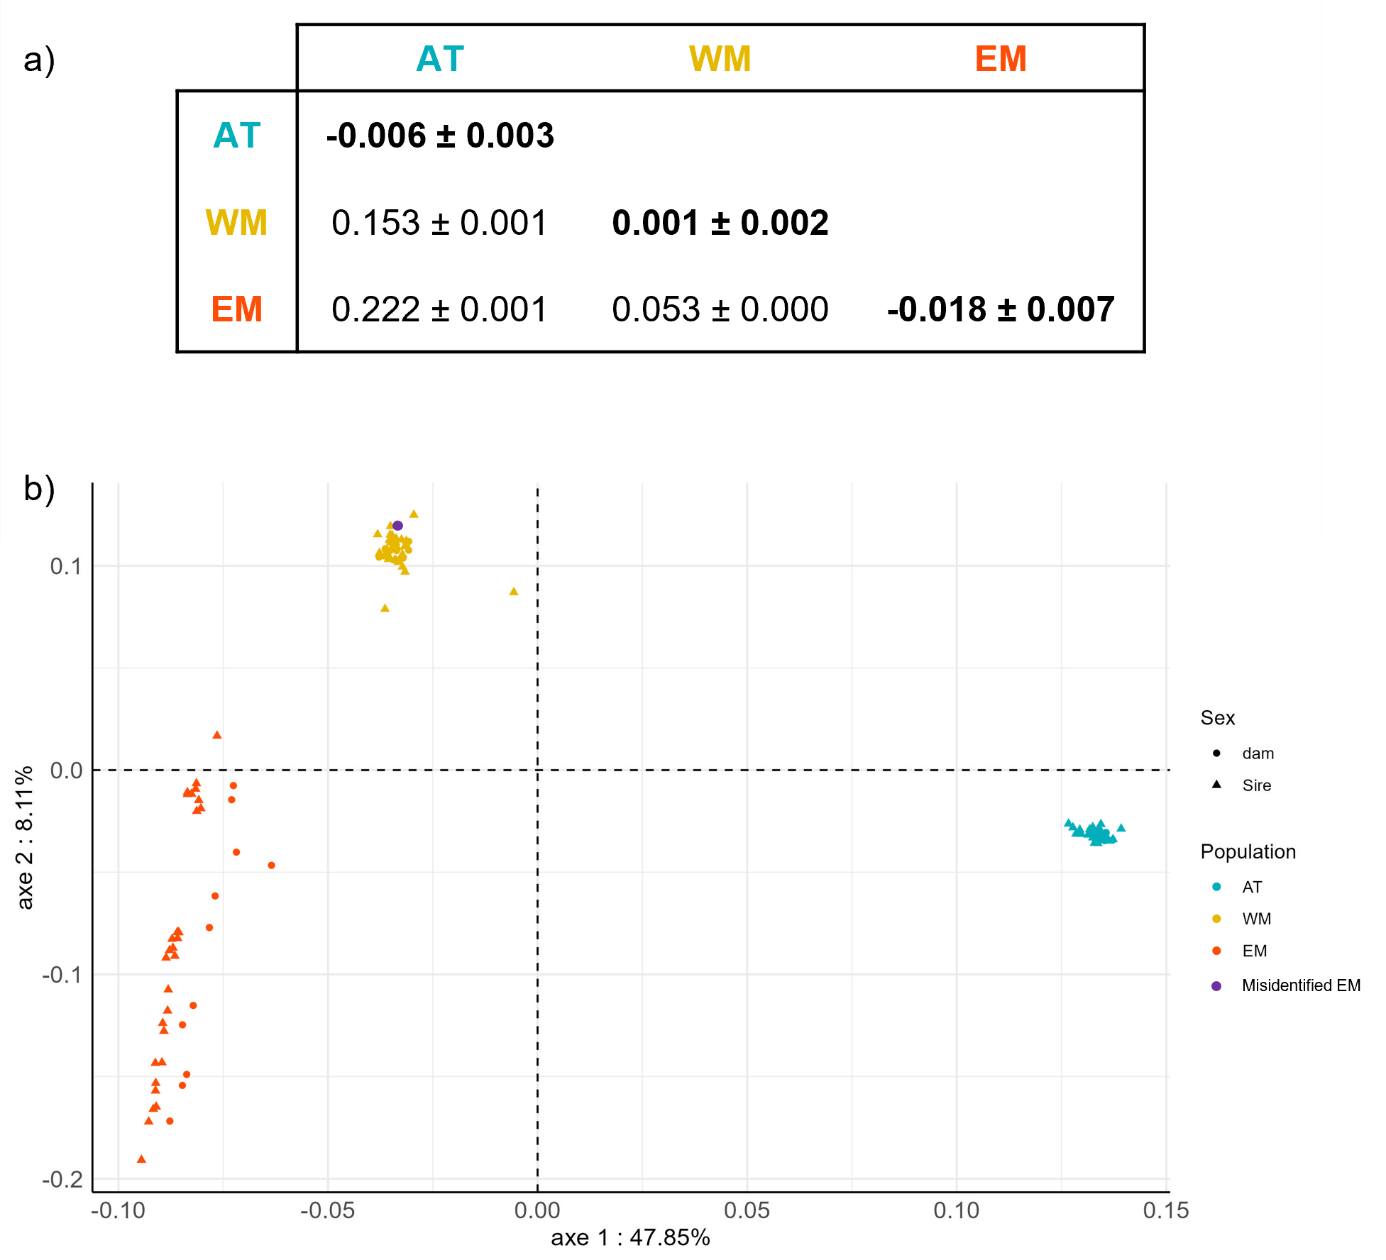 a)
AT WM EM
AT -0.006 ± 0.003
WM 0.153 ± 0.001 0.001 ± 0.002
EM 0.222 ± 0.001 0.053 ± 0.000 -0.018 ± 0.007
b)
0.1
0.0
-0.1
-0.2
axe 2 : 8.11%
-0.10 -0.05 0.00 0.05 0.10 0.15
axe 1 : 47.85%
Sex
dam
Sire
Population
AT
WM
EM
Misidentified EM